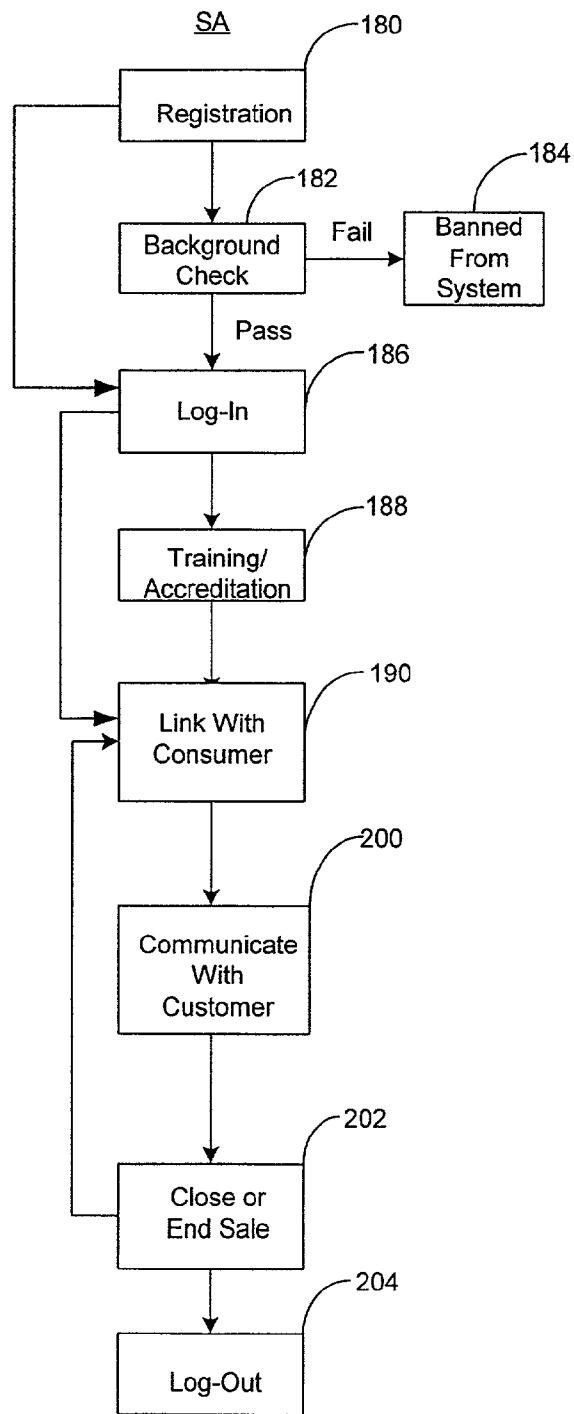 SA
180
Registration
182
184
Background
Check
Fail
Banned
From
System
Pass
186
Log-In
188
Training/
Accreditation
190
Link With
Consumer
200
Communicate
With
Customer
202
Close or
End Sale
204
Log-Out